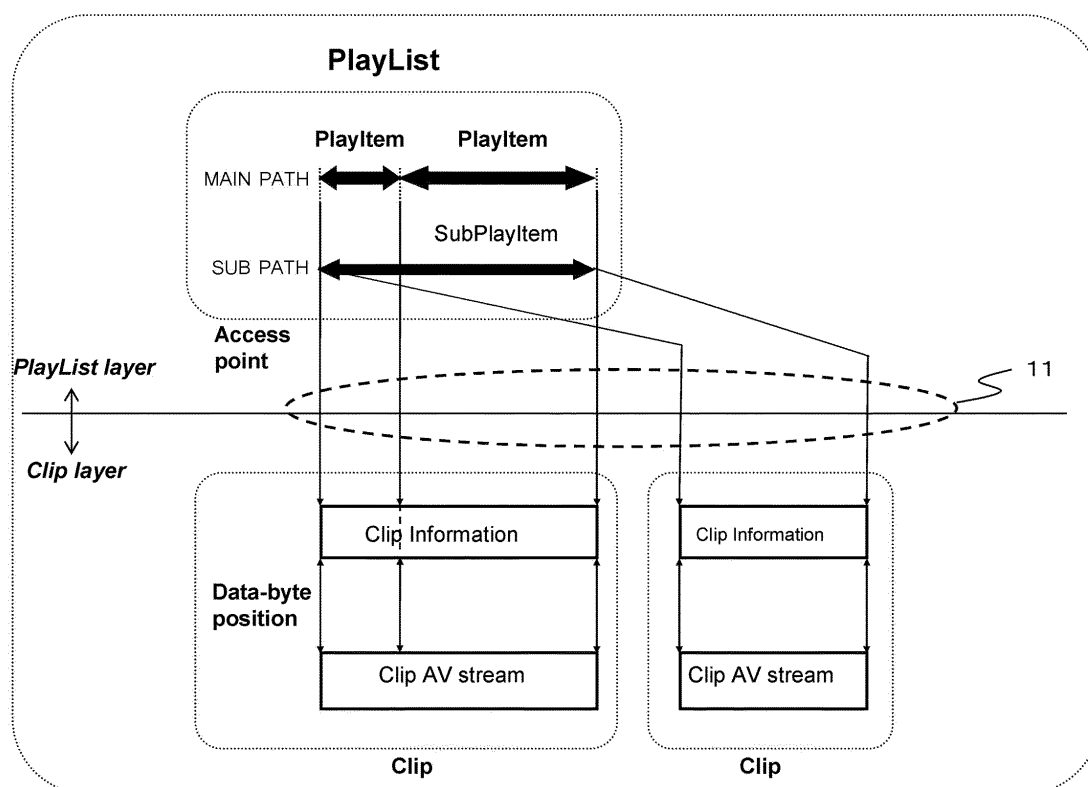 PlayList
PlayItem PlayItem
MAIN PATH
SubPlayItem
SUB PATH
Access
point
PlayList layer
11
Clip layer
Clip Information
Clip Information
Data-byte
position
Clip AV stream
Clip AV stream
Clip
Clip